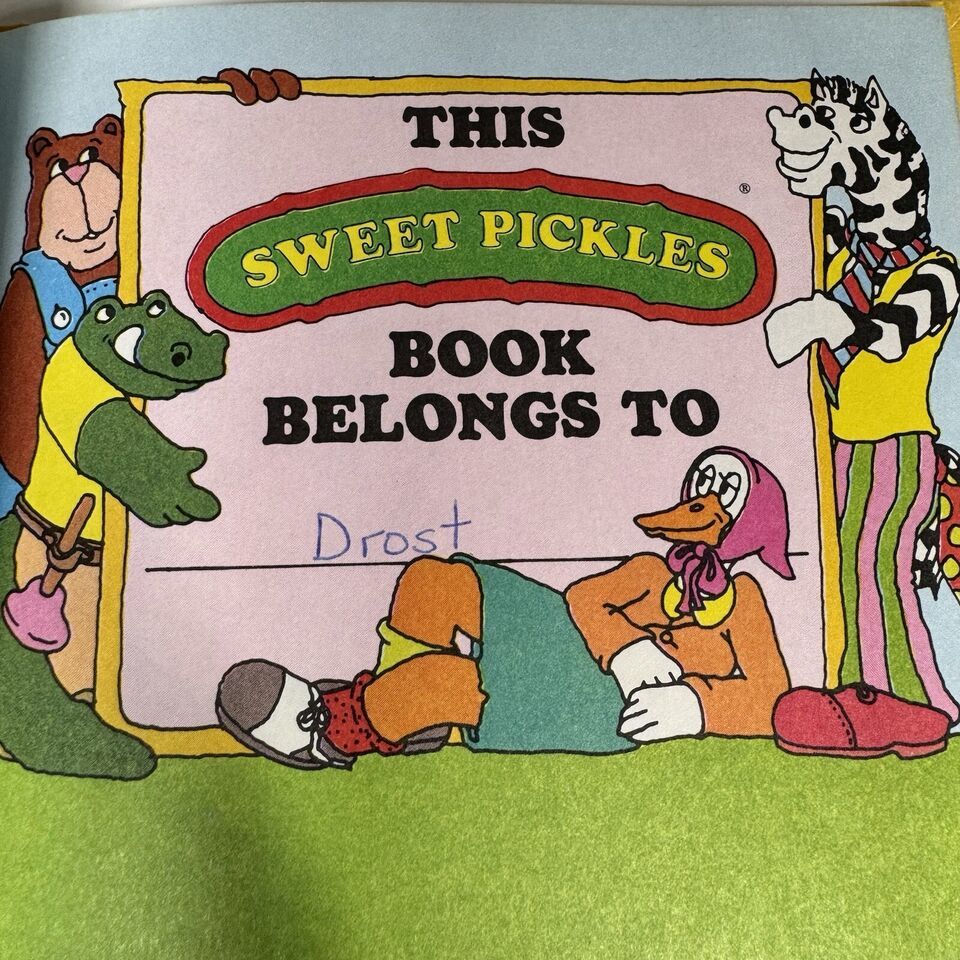 THIS
SWEET PICKLES ®
BOOK
BELONGS TO
Drost